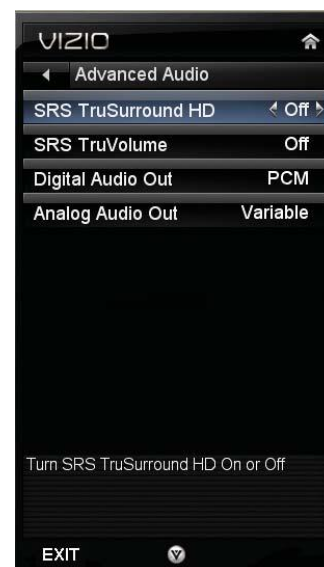 VIZIO
Advanced Audio
SRS TruSurround HD Off
SRS TruVolume Off
Digital Audio Out PCM
Analog Audio Out Variable
Turn SRS TruSurround HD On or Off
EXIT V